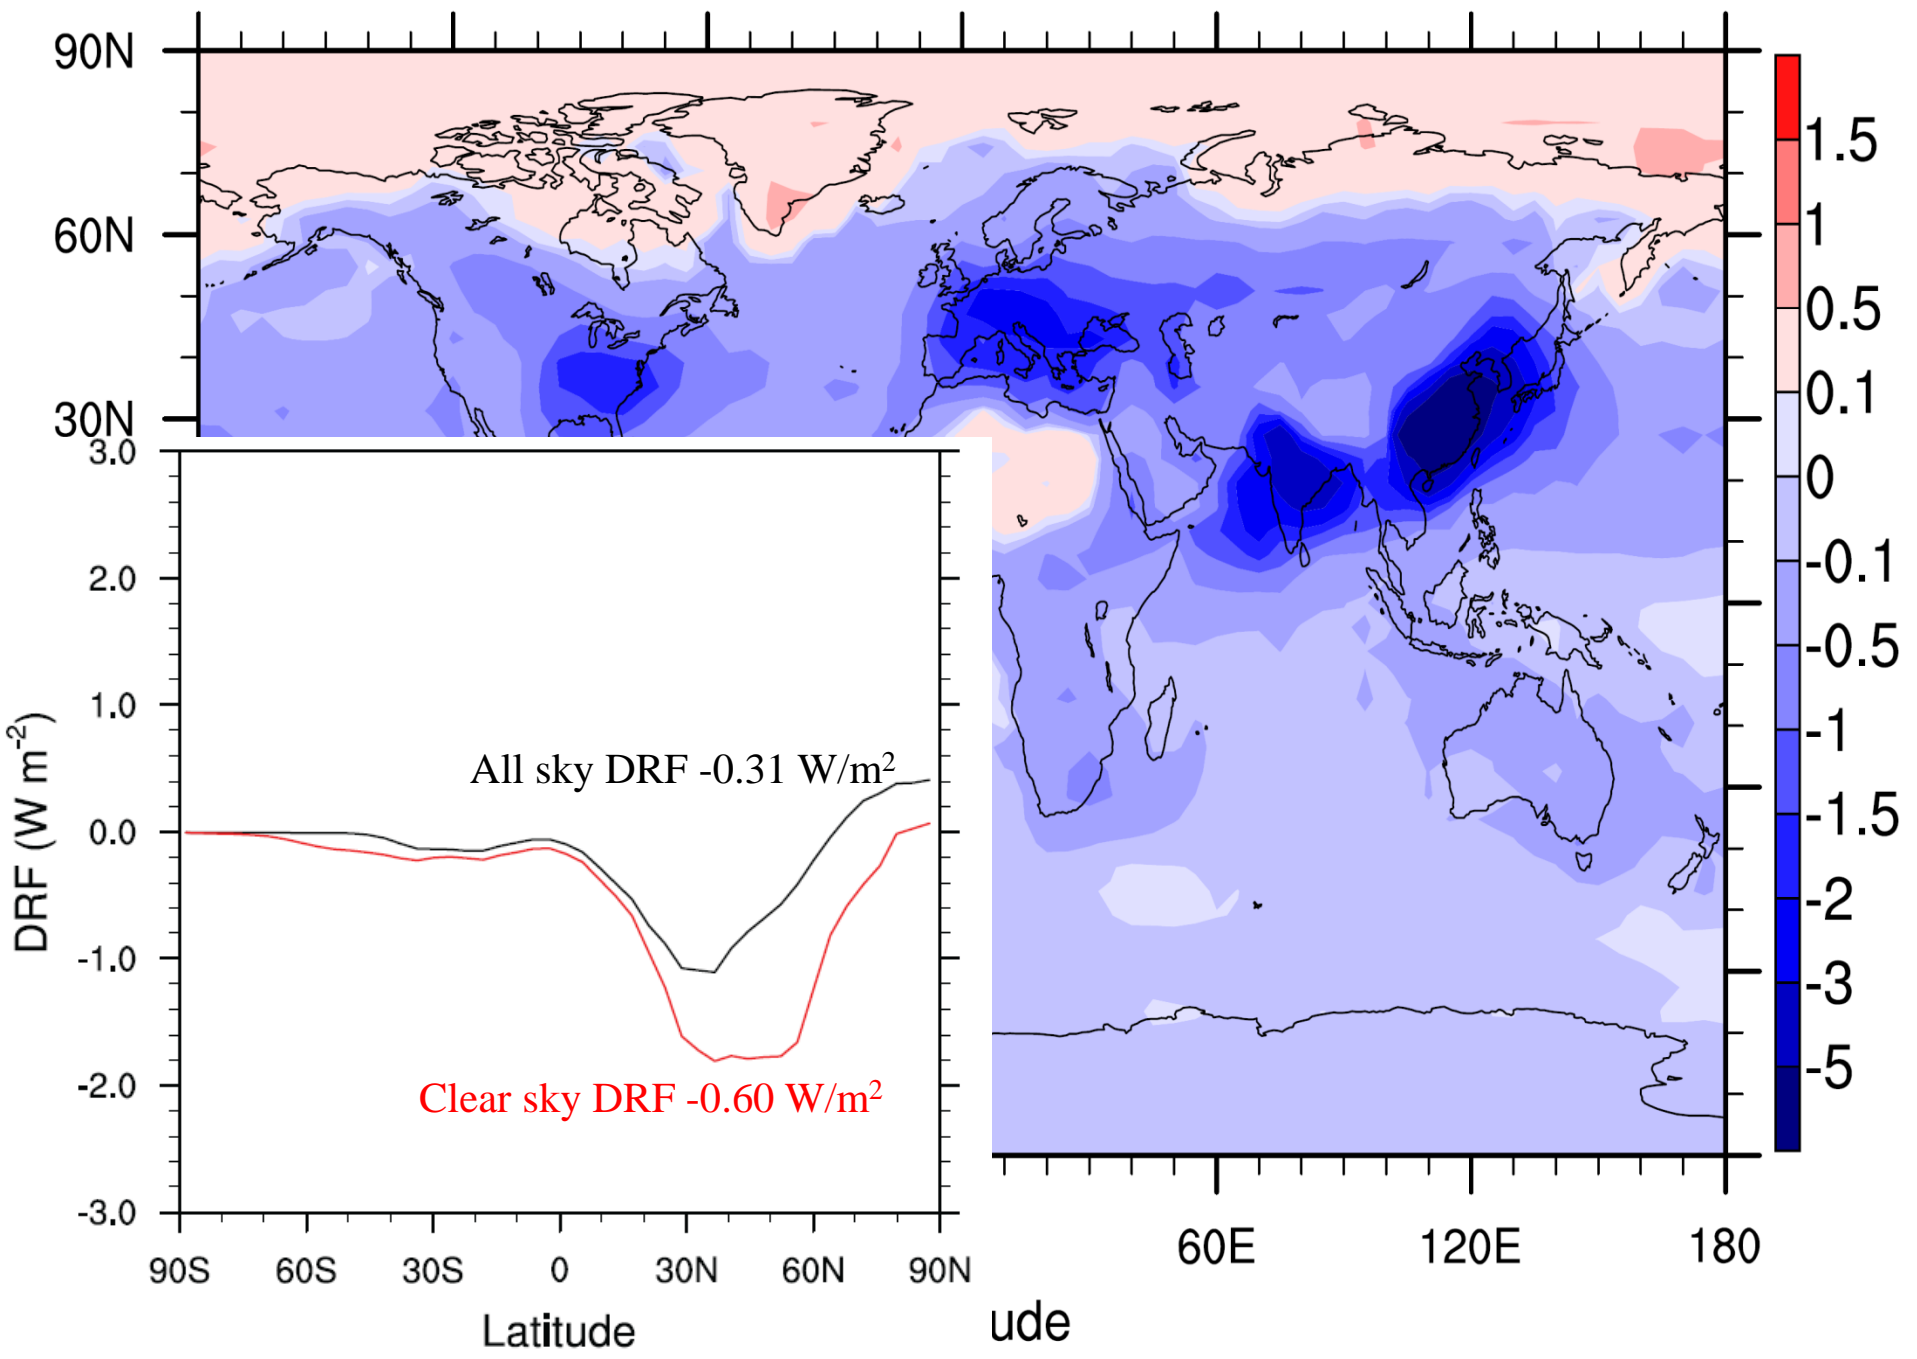 90N
60N
30N
3.0
2.0
1.0
0.0
-1.0
-2.0
-3.0
DRF (W m-2)
All sky DRF -0.31 W/m2
Clear sky DRF -0.60 W/m2
90S 60S 30S 0 30N 60N 90N
Latitude
60E 120E 180
ude
1.5
1
0.5
0.1
0
-0.1
-0.5
-1
-1.5
-2
-3
-5